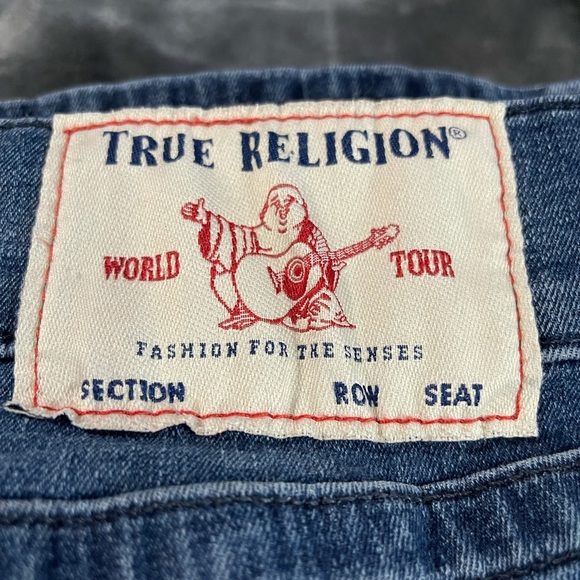 TRUE RELIGION®
WORLD TOUR
FASHION FOR THE SENSES
SECTION ROW SEAT